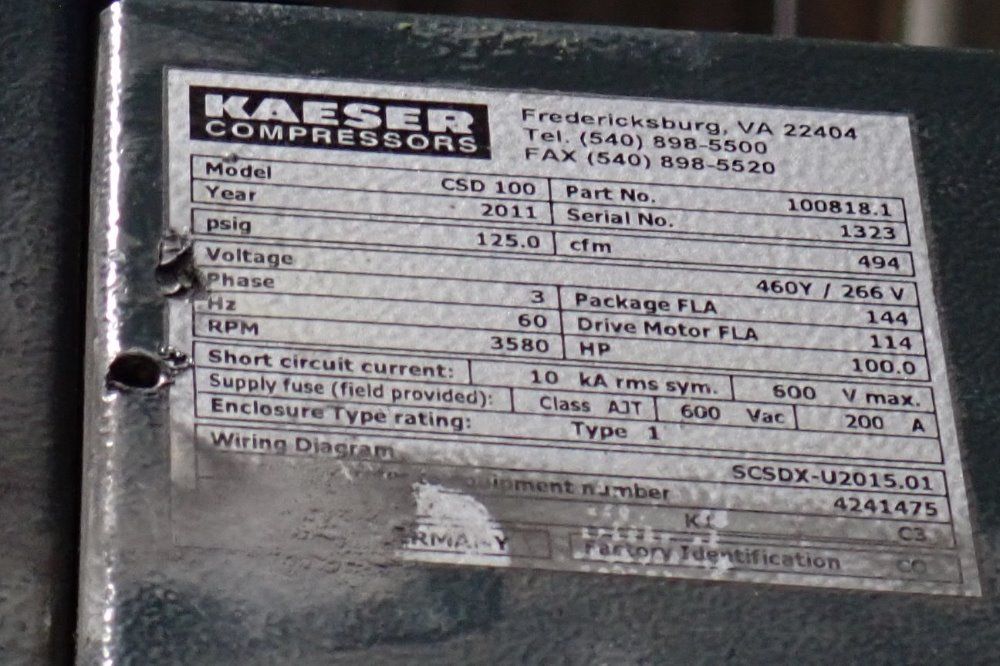 KAESER
COMPRESSORS
Fredericksburg, VA 22404
Tel. (540) 898-5500
FAX (540) 898-5520
Model CSD 100 Part No. 100818.1
Year 2011 Serial No. 1323
psig 125.0 cfm 494
Voltage 460Y / 266 V
Phase 3 Package FLA 144
Hz 60 Drive Motor FLA 114
RPM 3580 HP 100.0
Short circuit current: 10 kA rms sym. 600 V max.
Supply fuse (field provided): Class AJT 600 Vac 200 A
Enclosure Type rating: Type 1
Wiring Diagram SCSDX-U2015.01
number 4241475
C3
Factory Identification CO